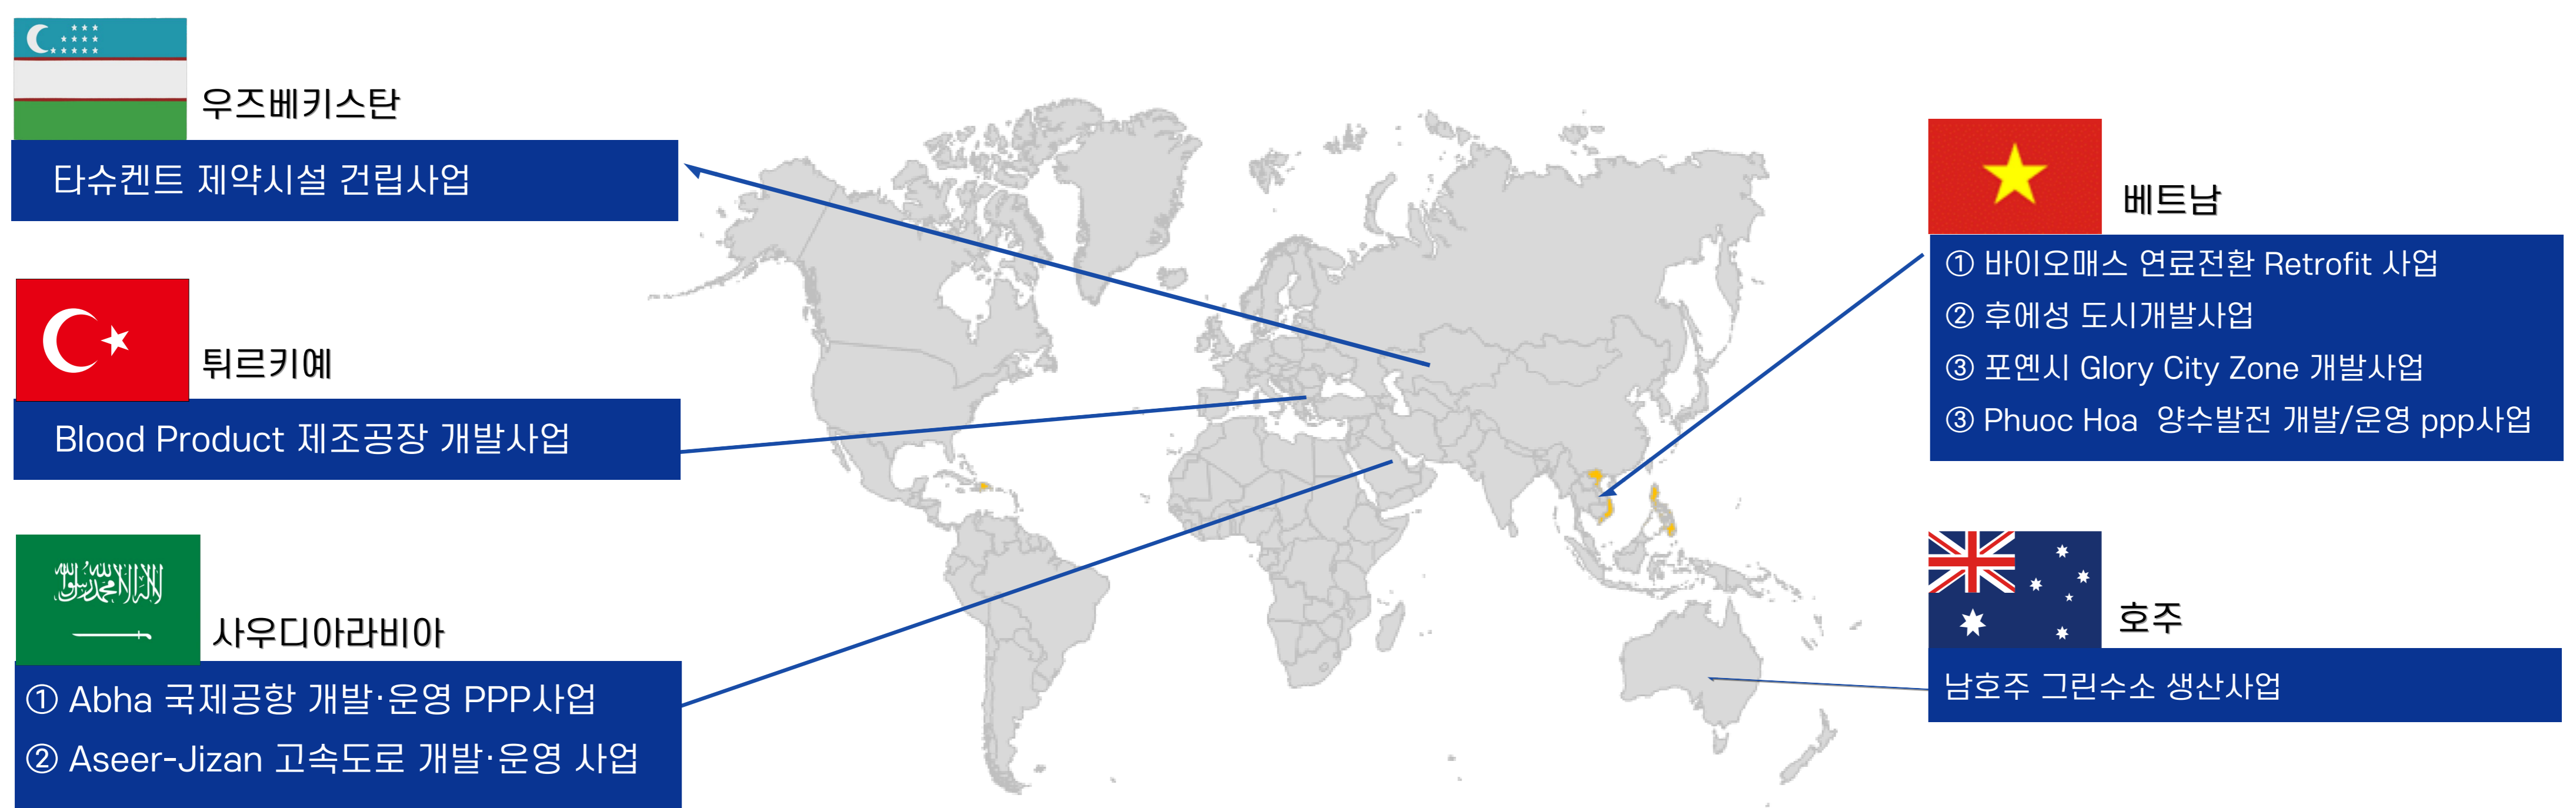 우즈베키스탄
타슈켄트 제약시설 건립사업
튀르키예
Blood Product 제조공장 개발사업
사우디아라비아
① Abha 국제공항 개발·운영 PPP사업
② Aseer-Jizan 고속도로 개발·운영 사업
베트남
① 바이오매스 연료전환 Retrofit 사업
② 후에성 도시개발사업
③ 포옌시 Glory City Zone 개발사업
③ Phuoc Hoa 양수발전 개발/운영 ppp사업
호주
남호주 그린수소 생산사업